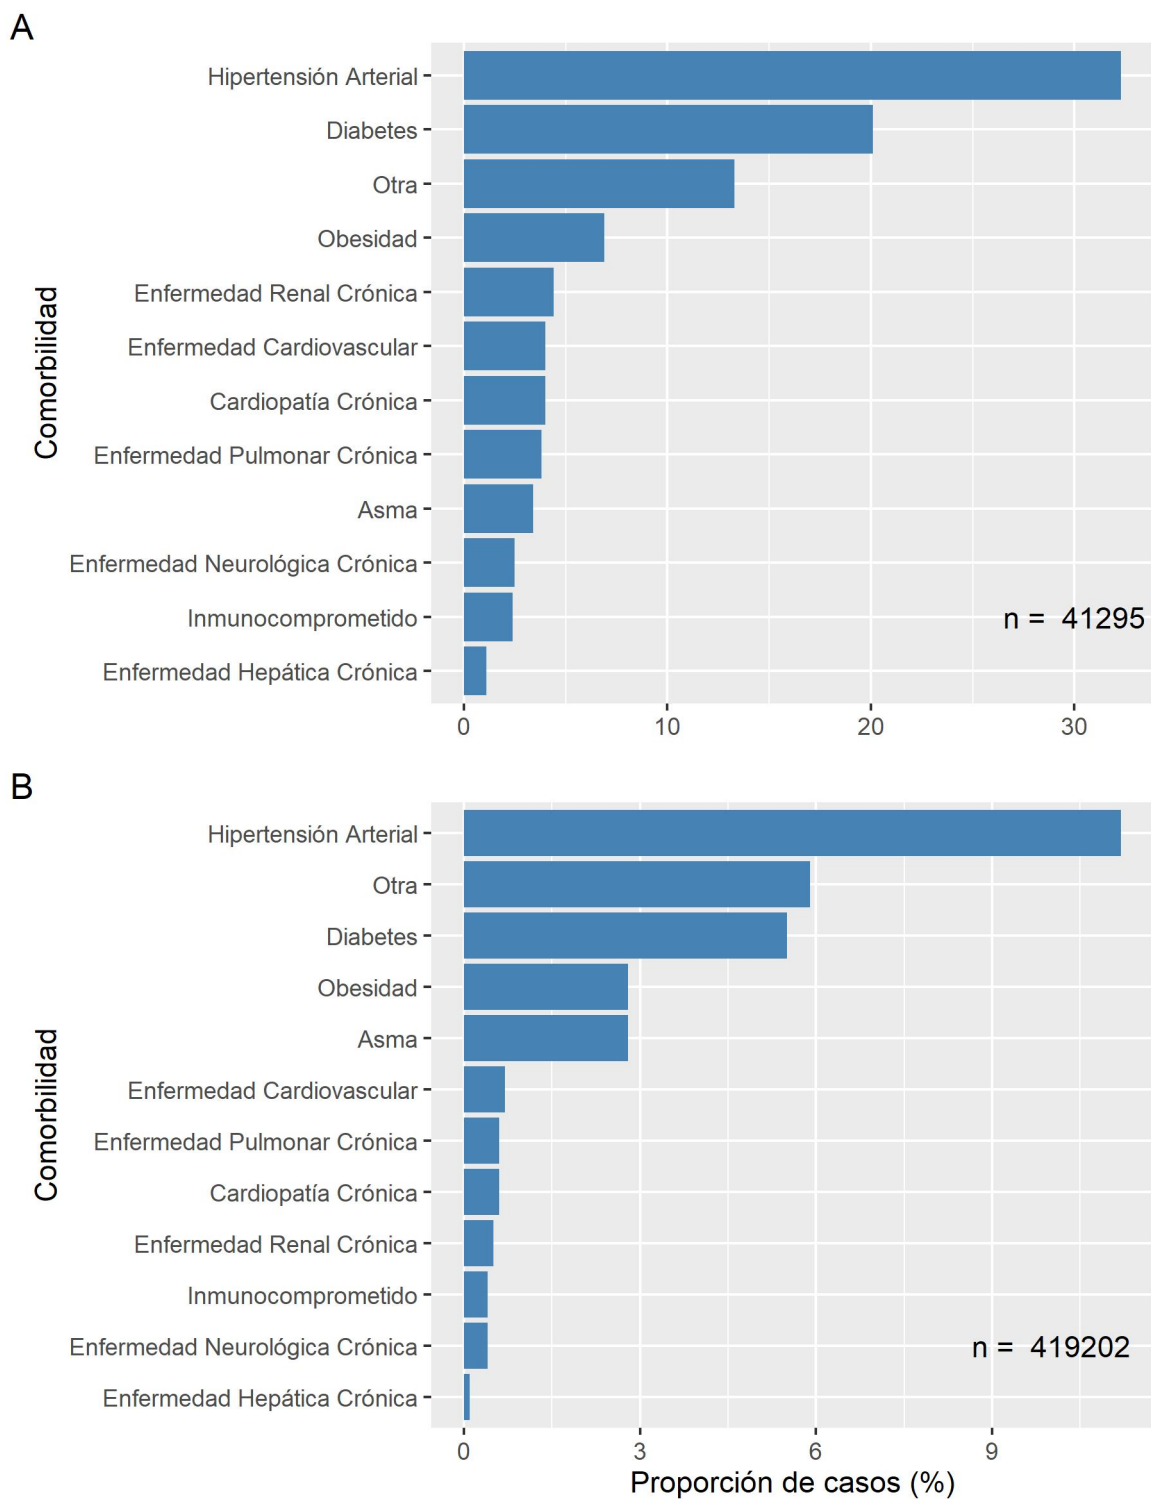 A
Hipertensión Arterial
Diabetes
Otra
Obesidad
Enfermedad Renal Crónica
Enfermedad Cardiovascular
Cardiopatía Crónica
Enfermedad Pulmonar Crónica
Asma
Enfermedad Neurológica Crónica
Inmunocomprometido
Enfermedad Hepática Crónica
Comorbilidad
n = 41295
0 10 20 30
B
Hipertensión Arterial
Otra
Diabetes
Obesidad
Asma
Enfermedad Cardiovascular
Enfermedad Pulmonar Crónica
Cardiopatía Crónica
Enfermedad Renal Crónica
Inmunocomprometido
Enfermedad Neurológica Crónica
Enfermedad Hepática Crónica
Comorbilidad
n = 419202
0 3 6 9
Proporción de casos (%)